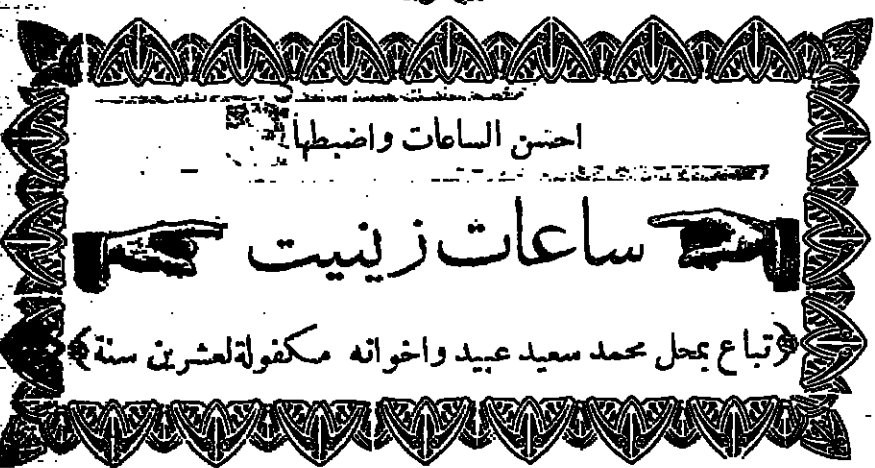 احسن الساعات واضبطها
ساعات زينيت
﴿تباع بمحل محمد سعيد عبيد واخوانه مكفولة لعشرين سنة﴾